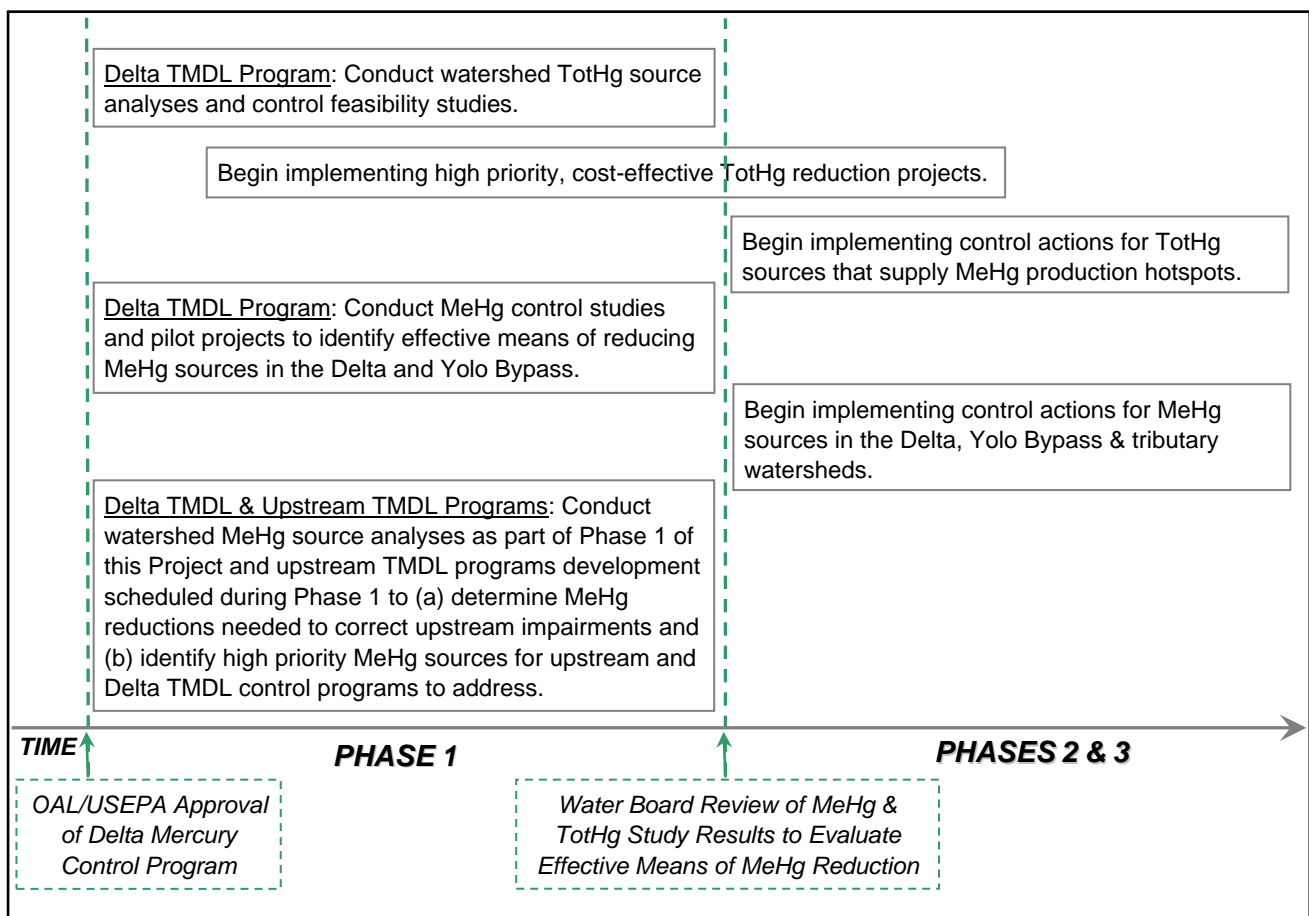 Delta TMDL Program: Conduct watershed TotHg source
analyses and control feasibility studies.
Begin implementing high priority, cost-effective TotHg reduction projects.
Begin implementing control actions for TotHg
sources that supply MeHg production hotspots.
Delta TMDL Program: Conduct MeHg control studies
and pilot projects to identify effective means of reducing
MeHg sources in the Delta and Yolo Bypass.
Begin implementing control actions for MeHg
sources in the Delta, Yolo Bypass & tributary
watersheds.
Delta TMDL & Upstream TMDL Programs: Conduct
watershed MeHg source analyses as part of Phase 1 of
this Project and upstream TMDL programs development
scheduled during Phase 1 to (a) determine MeHg
reductions needed to correct upstream impairments and
(b) identify high priority MeHg sources for upstream and
Delta TMDL control programs to address.
TIME
PHASE 1
PHASES 2 & 3
OAL/USEPA Approval
of Delta Mercury
Control Program
Water Board Review of MeHg &
TotHg Study Results to Evaluate
Effective Means of MeHg Reduction